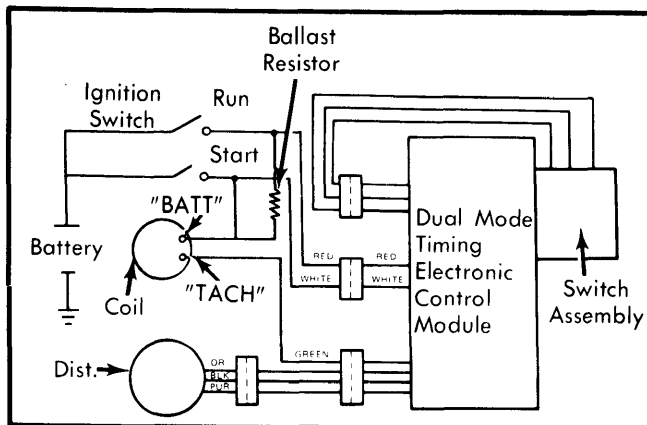 Ballast
Resistor
Ignition
Switch
Run
Start
"BATT"
Battery
Coil
"TACH"
RED
RED
WHITE
WHITE
GREEN
Dual Mode
Timing
Electronic
Control
Module
Switch
Assembly
Dist.
OR
BLK
PUR